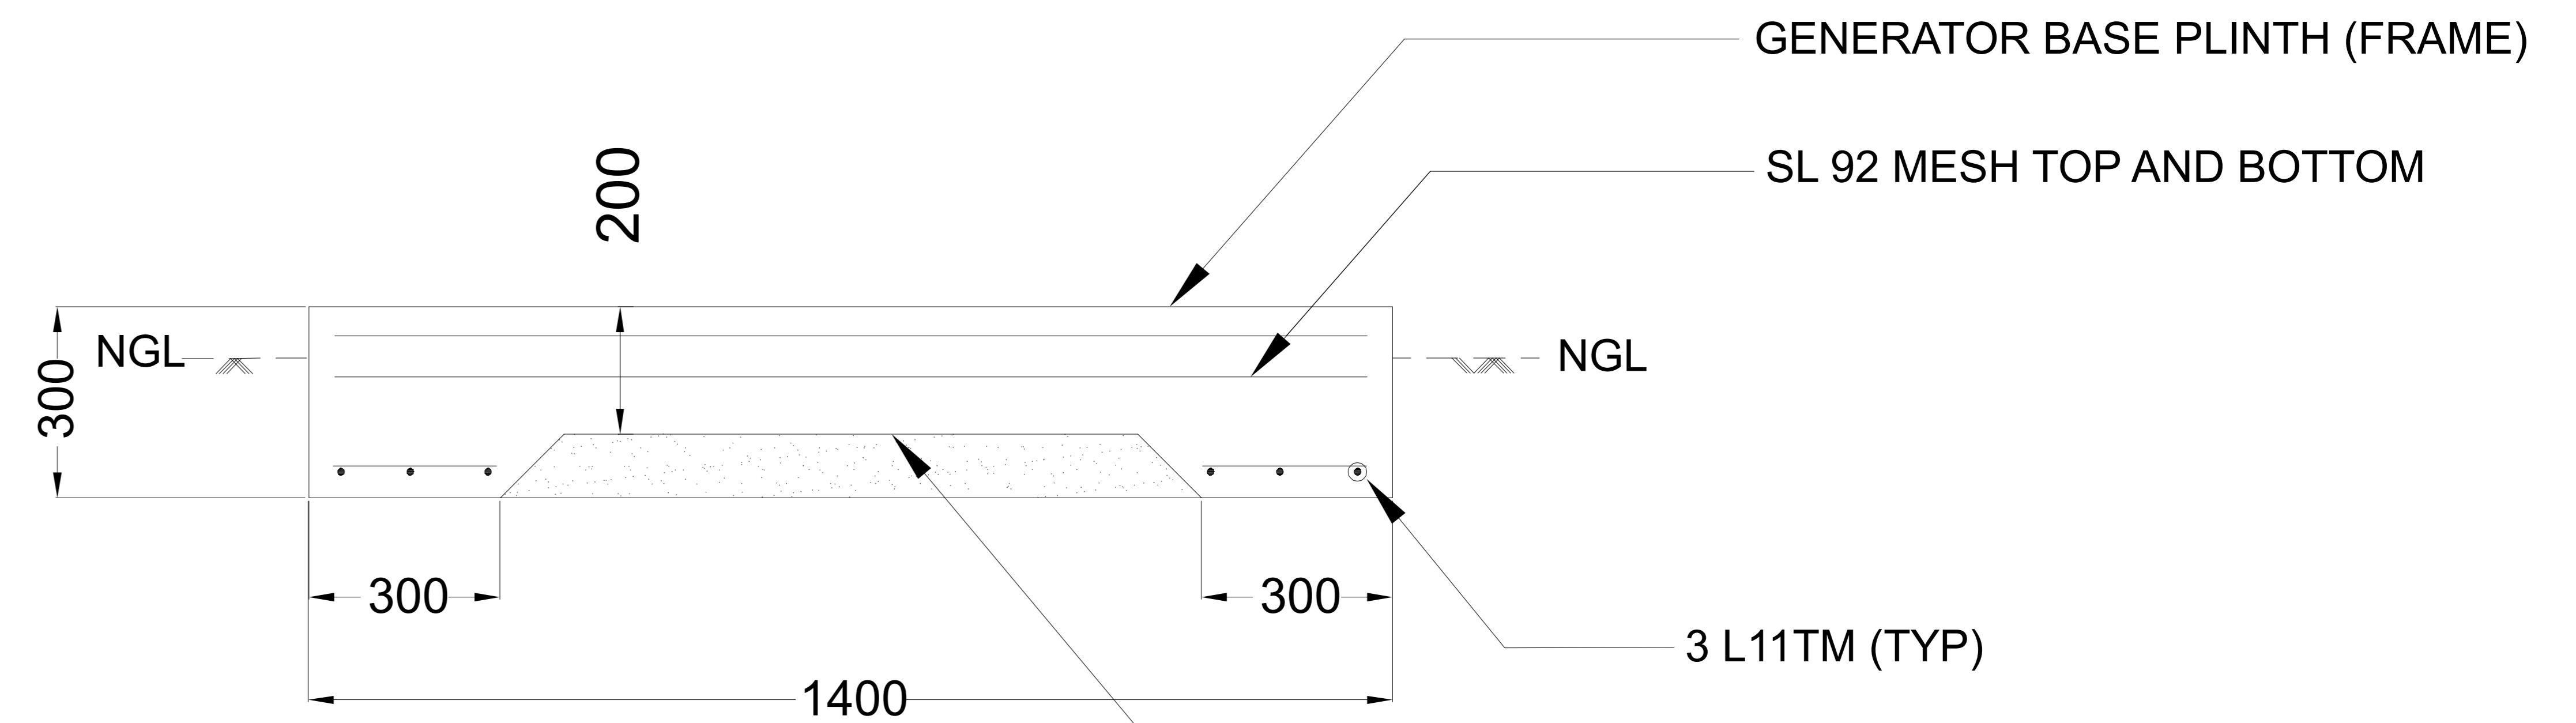 GENERATOR BASE PLINTH (FRAME)
SL 92 MESH TOP AND BOTTOM
200
NGL
NGL
300
300
300
3 L11TM (TYP)
1400